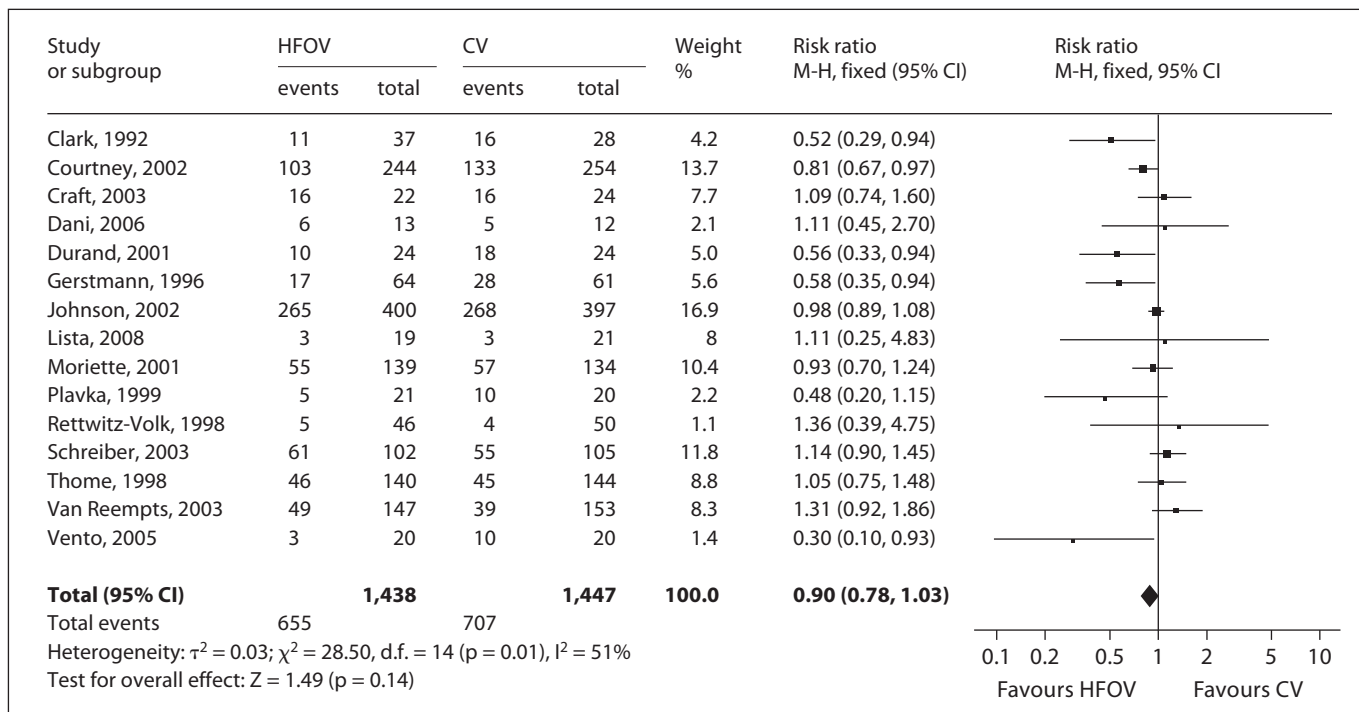 Study HFOV CV Weight Risk ratio Risk ratio
or subgroup % M-H, fixed (95% CI) M-H, fixed, 95% CI
events total events total
Clark, 1992 11 37 16 28 4.2 0.52 (0.29, 0.94)
Courtney, 2002 103 244 133 254 13.7 0.81 (0.67, 0.97)
Craft, 2003 16 22 16 24 7.7 1.09 (0.74, 1.60)
Dani, 2006 6 13 5 12 2.1 1.11 (0.45, 2.70)
Durand, 2001 10 24 18 24 5.0 0.56 (0.33, 0.94)
Gerstmann, 1996 17 64 28 61 5.6 0.58 (0.35, 0.94)
Johnson, 2002 265 400 268 397 16.9 0.98 (0.89, 1.08)
Lista, 2008 3 19 3 21 8 1.11 (0.25, 4.83)
Moriette, 2001 55 139 57 134 10.4 0.93 (0.70, 1.24)
Plavka, 1999 5 21 10 20 2.2 0.48 (0.20, 1.15)
Rettwitz-Volk, 1998 5 46 4 50 1.1 1.36 (0.39, 4.75)
Schreiber, 2003 61 102 55 105 11.8 1.14 (0.90, 1.45)
Thome, 1998 46 140 45 144 8.8 1.05 (0.75, 1.48)
Van Reempts, 2003 49 147 39 153 8.3 1.31 (0.92, 1.86)
Vento, 2005 3 20 10 20 1.4 0.30 (0.10, 0.93)
Total (95% CI) 1,438 1,447 100.0 0.90 (0.78, 1.03)
Total events 655 707
Heterogeneity: τ² = 0.03; χ² = 28.50, d.f. = 14 (p = 0.01), I² = 51%
Test for overall effect: Z = 1.49 (p = 0.14)
0.1 0.2 0.5 1 2 5 10
Favours HFOV Favours CV